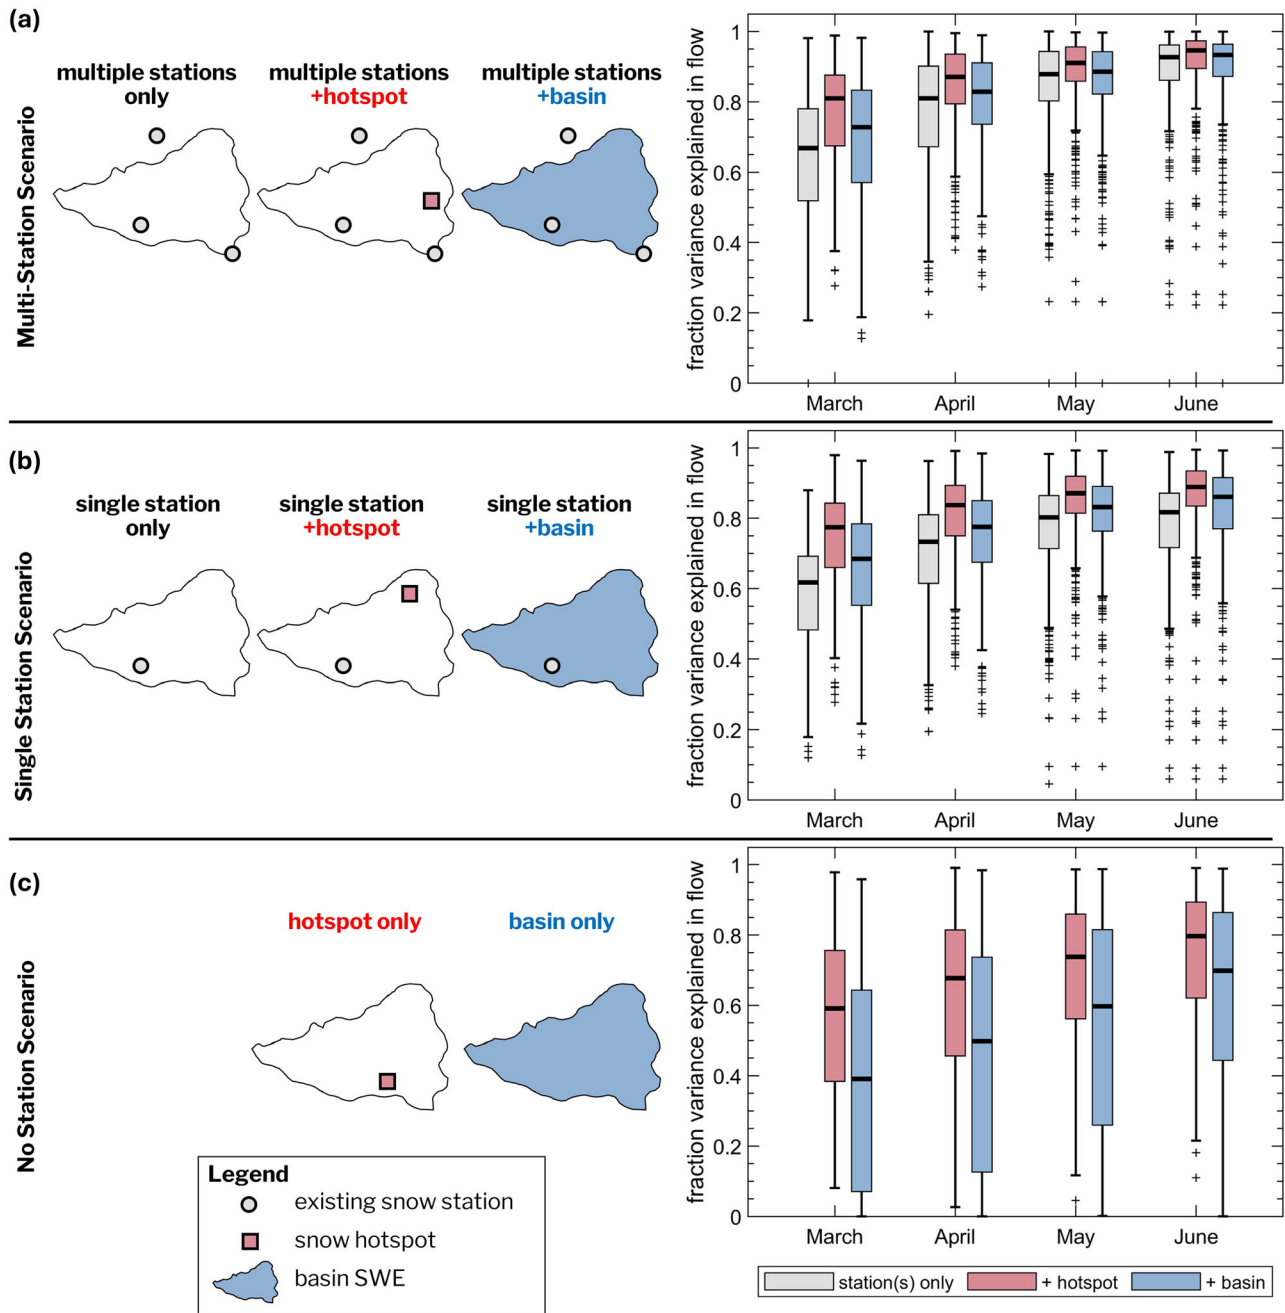 (a)
Multi-Station Scenario
multiple stations
only
multiple stations
+hotspot
multiple stations
+basin
fraction variance explained in flow
1
0.8
0.6
0.4
0.2
0
March April May June
(b)
Single Station Scenario
single station
only
single station
+hotspot
single station
+basin
fraction variance explained in flow
1
0.8
0.6
0.4
0.2
0
March April May June
(c)
No Station Scenario
hotspot only
basin only
fraction variance explained in flow
1
0.8
0.6
0.4
0.2
0
March April May June
Legend
existing snow station
snow hotspot
basin SWE
station(s) only + hotspot + basin